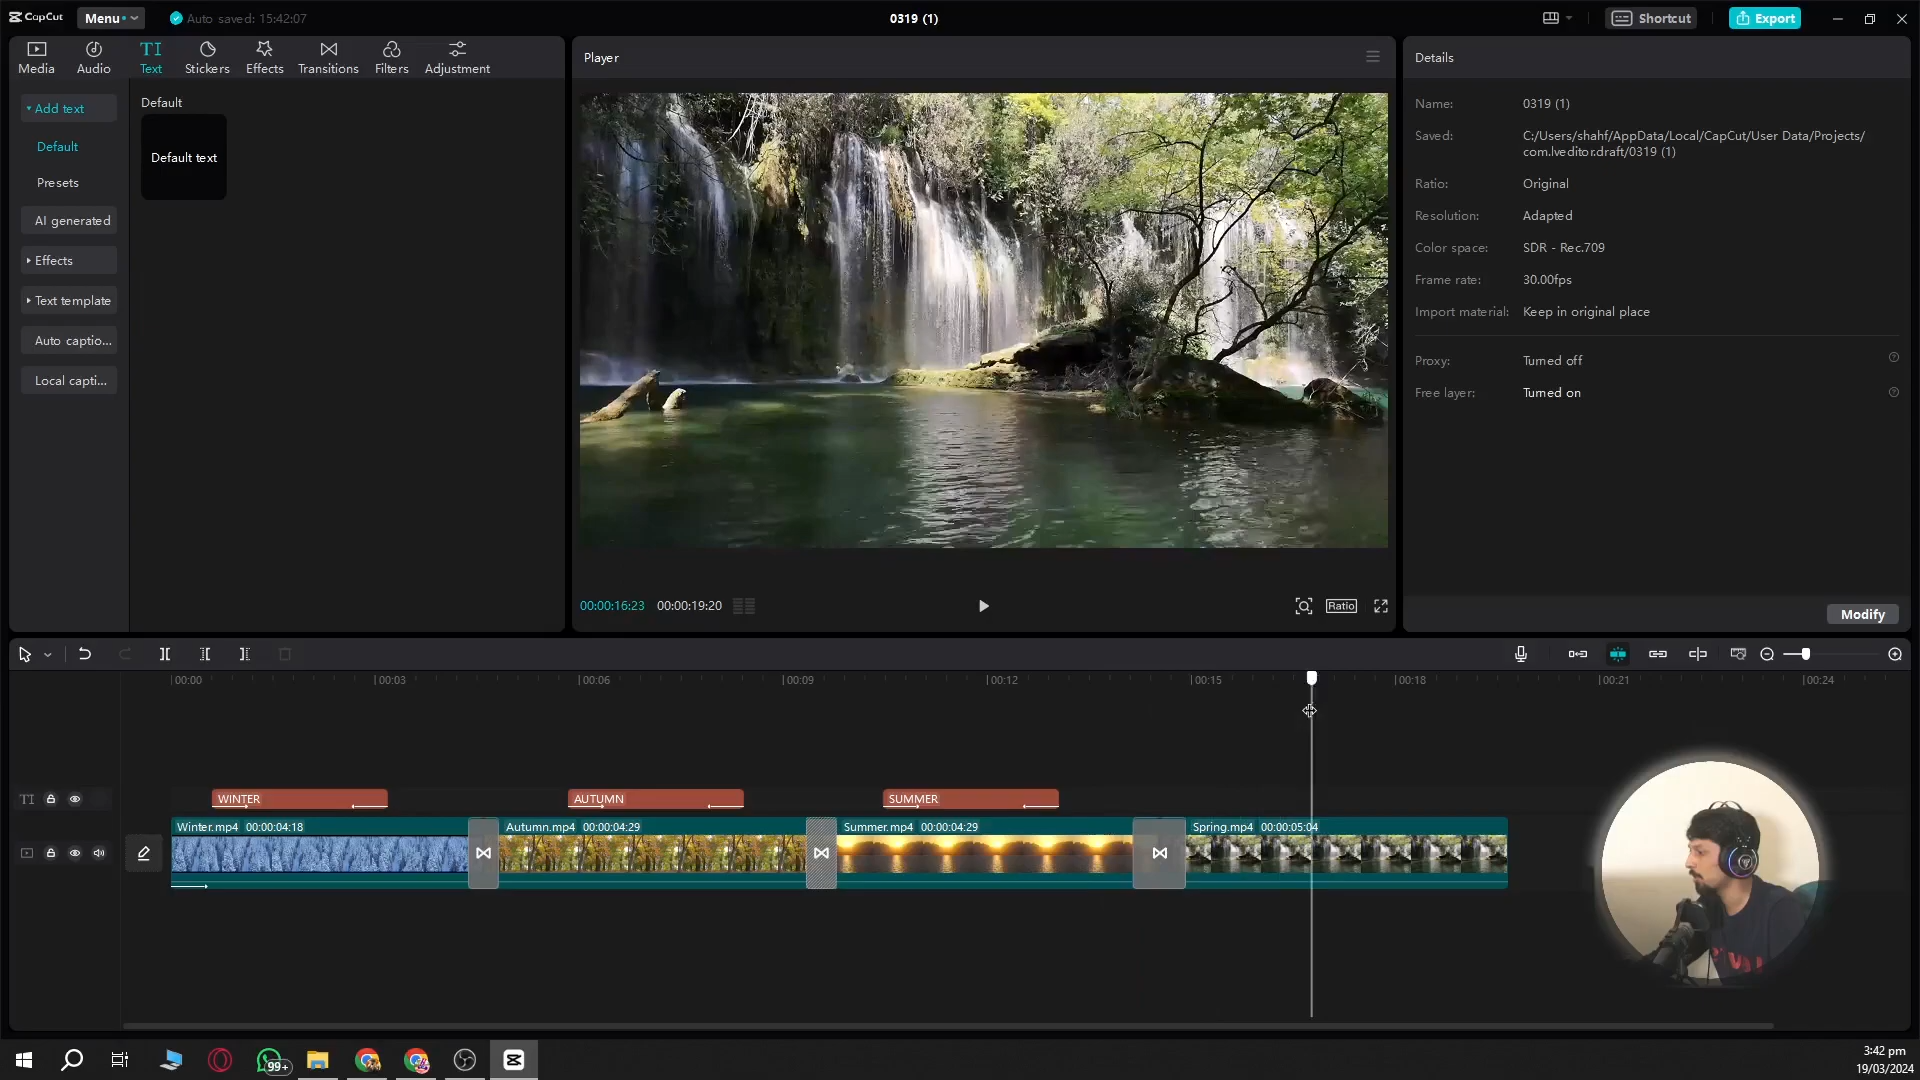 CapCut
Menu
Auto saved: 15:42:07
0319 (1)
Shortcut
Export
Media
Audio
TI
Text
Stickers
Effects
Transitions
Filters
Adjustment
Add text
Default
Presets
AI generated
Effects
Text template
Auto captio...
Local capti...
Default
Default text
Player
00:00:16:23
00:00:19:20
Ratio
Details
Name:
0319 (1)
Saved:
C:/Users/shahf/AppData/Local/CapCut/User Data/Projects/
com.lveditor.draft/0319 (1)
Ratio:
Original
Resolution:
Adapted
Color space:
SDR - Rec.709
Frame rate:
30.00fps
Import material:
Keep in original place
Proxy:
Turned off
Free layer:
Turned on
Modify
00:00
00:03
00:06
00:09
00:12
00:15
00:18
00:21
00:24
TI
WINTER
AUTUMN
SUMMER
Winter.mp4 00:00:04:18
Autumn.mp4 00:00:04:29
Summer.mp4 00:00:04:29
Spring.mp4 00:00:05:04
99+
3:42 pm
19/03/2024